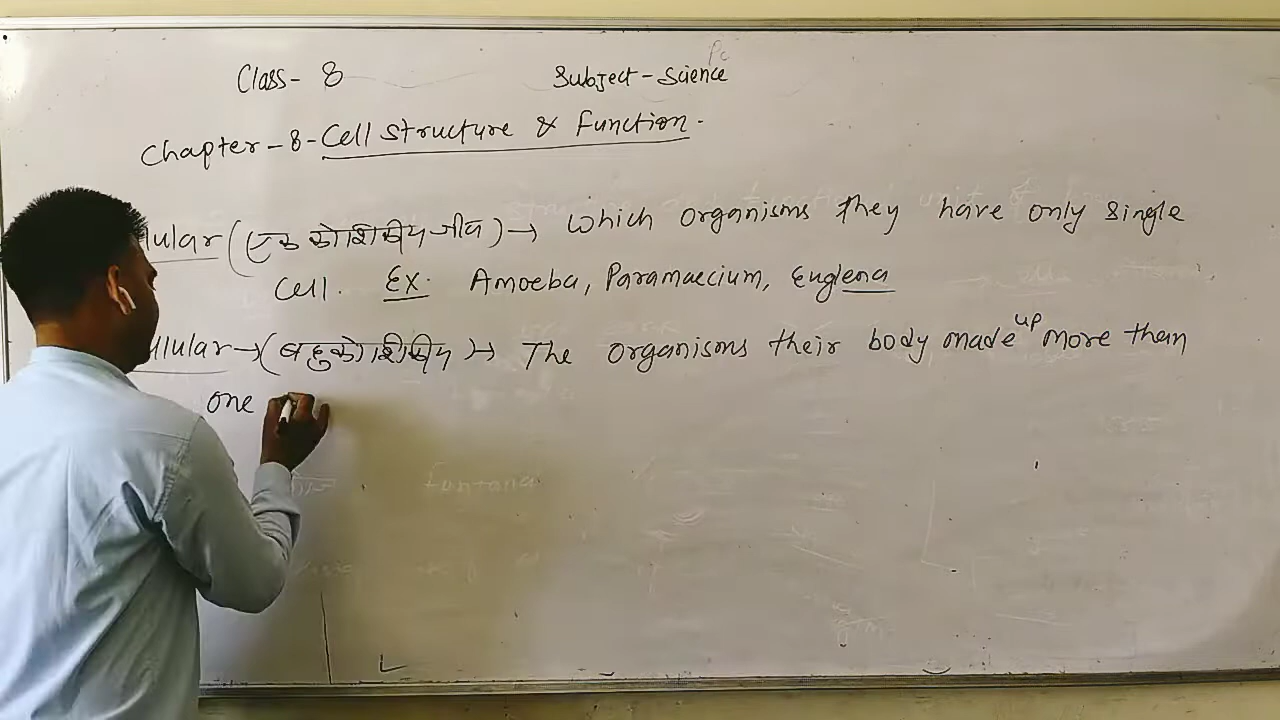 Class- 8 Subject - Science
Chapter - 8 - Cell Structure & Function.
lular (एक कोशिकीय जीव) → Which organisms they have only single
Cell. Ex. Amoeba, Paramaecium, Euglena
llular → (बहुकोशिकीय) → The organisms their body made up more than
one